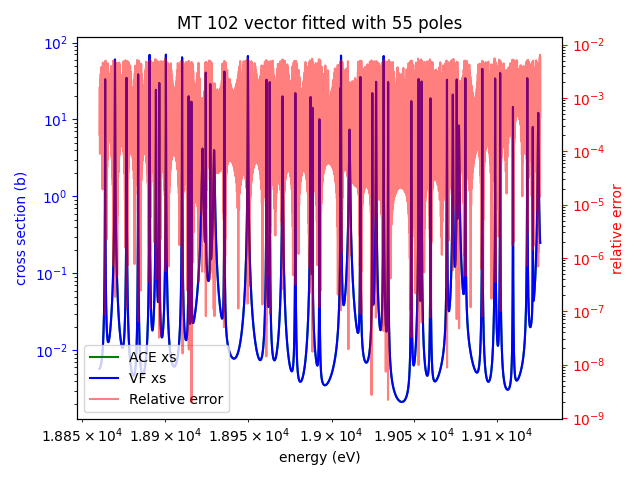 MT 102 vector fitted with 55 poles
10²
10¹
10⁰
10⁻¹
10⁻²
cross section (b)
10⁻²
10⁻³
10⁻⁴
10⁻⁵
10⁻⁶
10⁻⁷
10⁻⁸
10⁻⁹
relative error
ACE xs
VF xs
Relative error
1.885 × 10⁴ 1.89 × 10⁴ 1.895 × 10⁴ 1.9 × 10⁴ 1.905 × 10⁴ 1.91 × 10⁴
energy (eV)